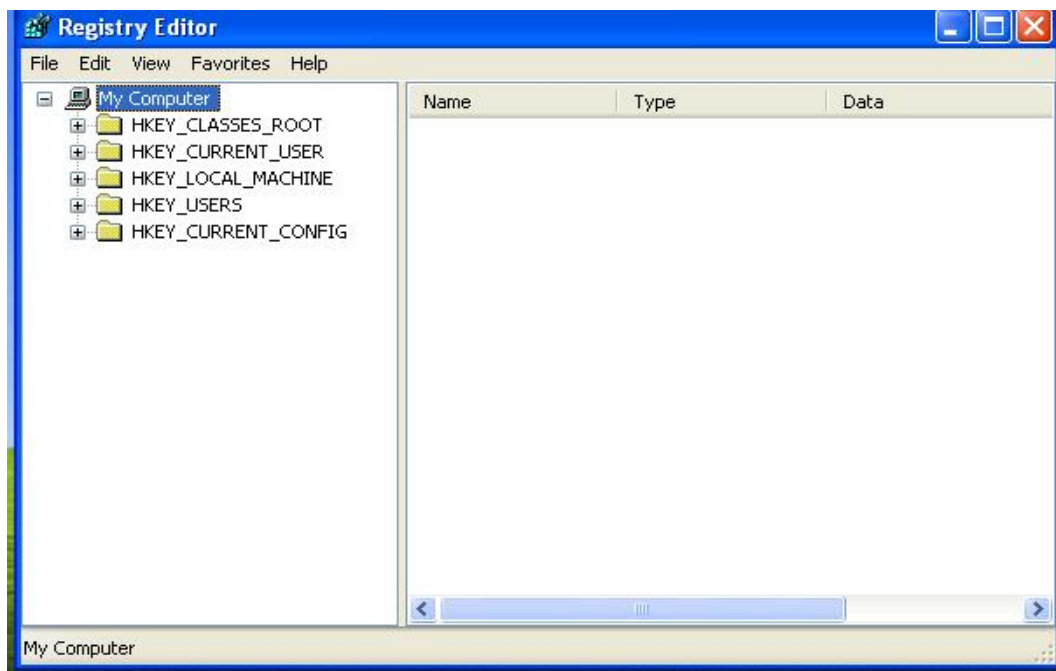 Registry Editor
File Edit View Favorites Help
My Computer
HKEY_CLASSES_ROOT
HKEY_CURRENT_USER
HKEY_LOCAL_MACHINE
HKEY_USERS
HKEY_CURRENT_CONFIG
Name Type Data
My Computer